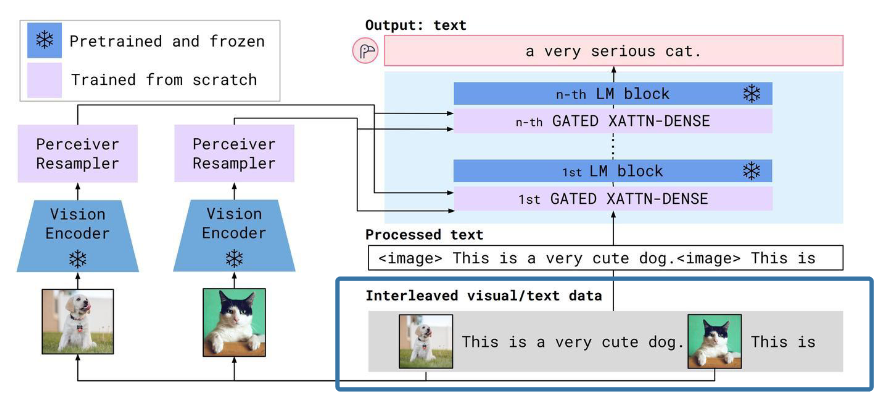 Output: text
Pretrained and frozen
Trained from scratch
a very serious cat.
n-th LM block
n-th GATED XATTN-DENSE
Perceiver
Resampler
Perceiver
Resampler
1st LM block
1st GATED XATTN-DENSE
Vision
Encoder
Vision
Encoder
Processed text
<image> This is a very cute dog.<image> This is
Interleaved visual/text data
This is a very cute dog.
This is